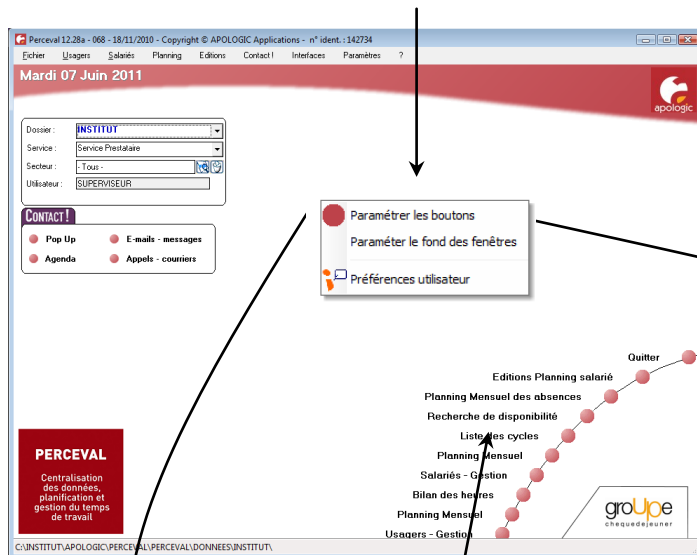 Perceval 12.28a - 068 - 18/11/2010 - Copyright © APOLOGIC Applications - n° ident. : 142734
Fichier Usagers Salariés Planning Editions Contact ! Interfaces Paramètres ?
Mardi 07 Juin 2011
apologic
Dossier : INSTITUT
Service : Service Prestataire
Secteur : - Tous -
Utilisateur : SUPERVISEUR
CONTACT !
Pop Up E-mails - messages
Agenda Appels - courriers
Paramétrer les boutons
Paraméter le fond des fenêtres
Préférences utilisateur
Quitter
Editions Planning salarié
Planning Mensuel des absences
Recherche de disponibilité
Liste des cycles
Planning Mensuel
Salariés - Gestion
Bilan des heures
Planning Mensuel
Usagers - Gestion
PERCEVAL
Centralisation
des données,
planification et
gestion du temps
de travail
groUpe
chequedejeuner
C:\INSTITUT\APOLOGIC\PERCEVAL\PERCEVAL\DONNEES\INSTITUT\